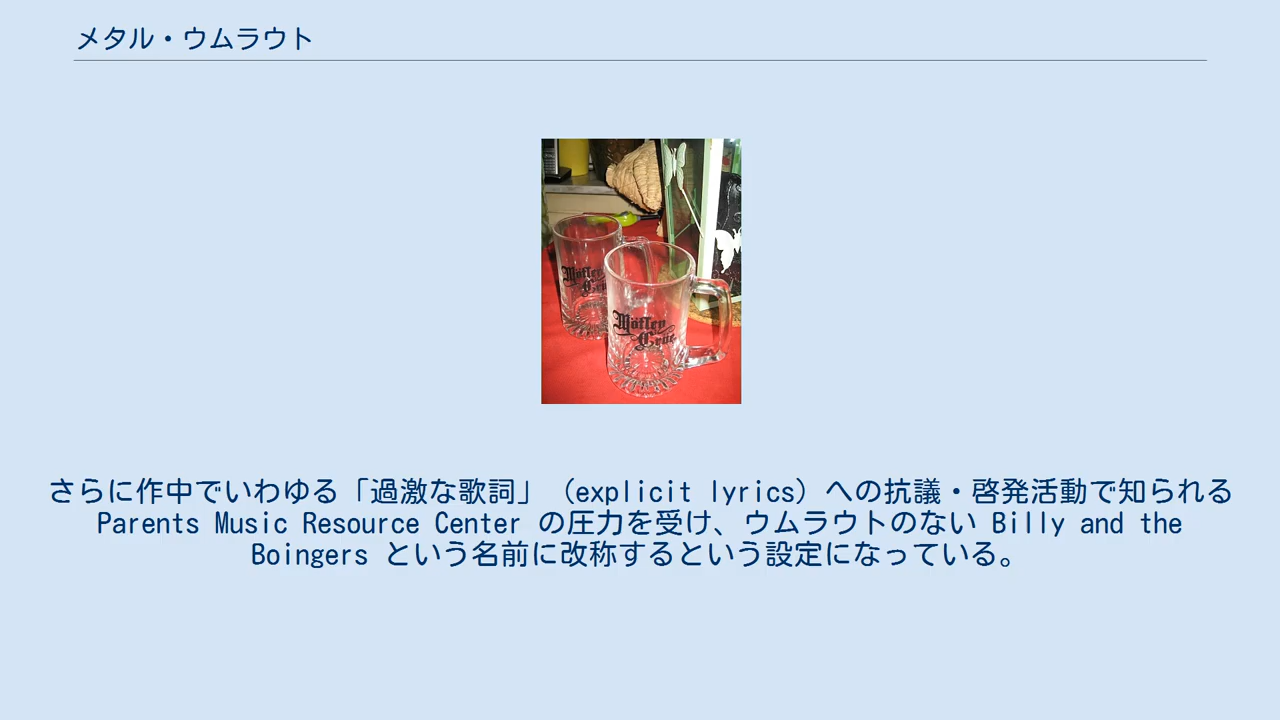 メタル・ウムラウト
Mötley
Crüe
Mötley
Crüe
さらに作中でいわゆる「過激な歌詞」（explicit lyrics）への抗議・啓発活動で知られる
Parents Music Resource Center の圧力を受け、ウムラウトのない Billy and the
Boingers という名前に改称するという設定になっている。